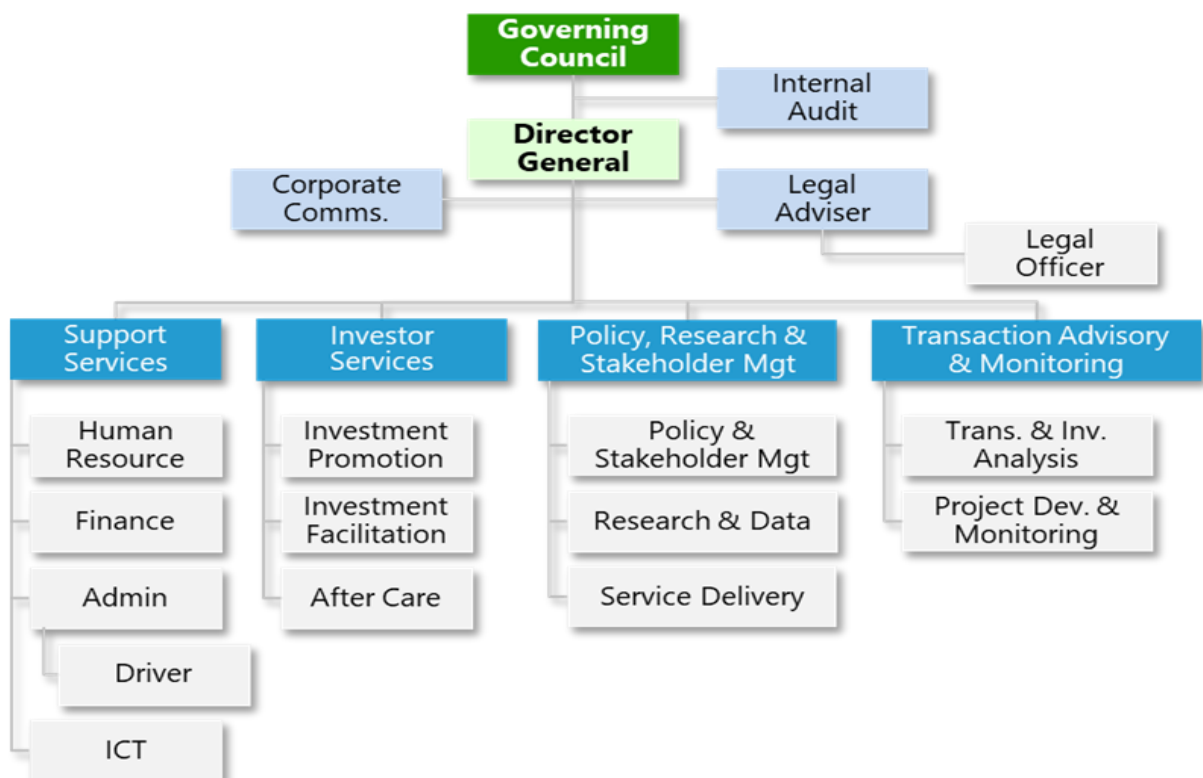 Governing
Council
Internal
Audit
Director
General
Corporate
Comms.
Legal
Adviser
Legal
Officer
Support
Services
Investor
Services
Policy, Research &
Stakeholder Mgt
Transaction Advisory
& Monitoring
Human
Resource
Finance
Admin
Driver
ICT
Investment
Promotion
Investment
Facilitation
After Care
Policy &
Stakeholder Mgt
Research & Data
Service Delivery
Trans. & Inv.
Analysis
Project Dev. &
Monitoring